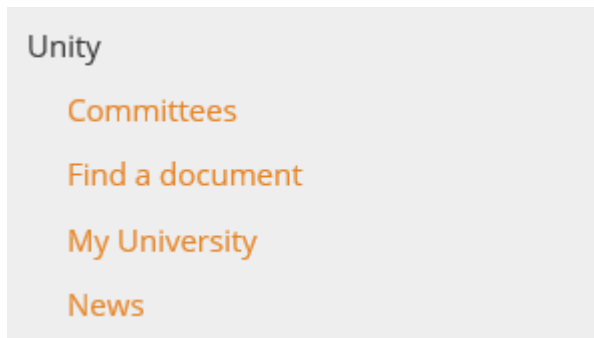 Unity
Committees
Find a document
My University
News